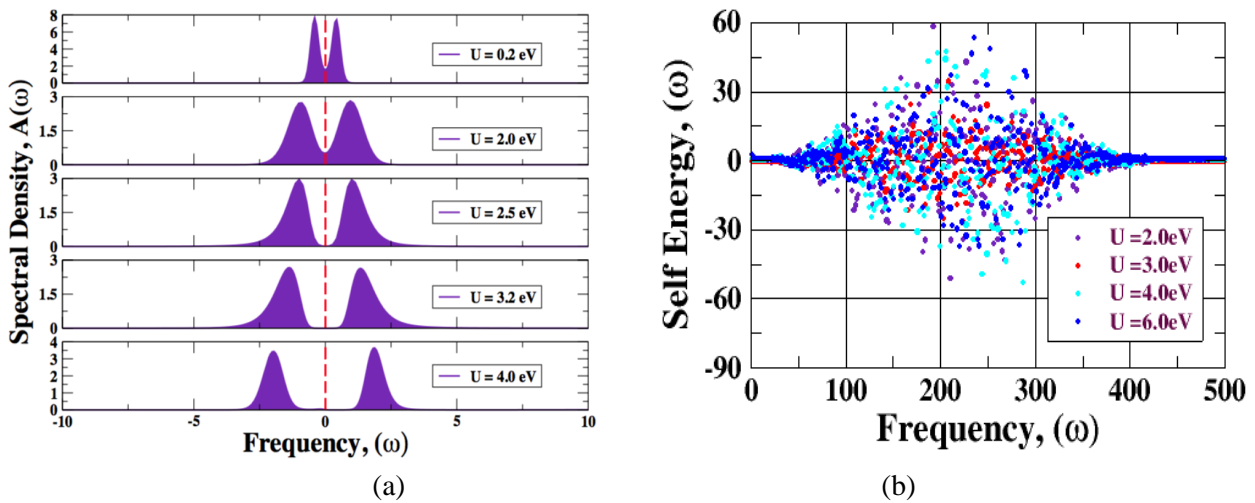 Spectral Density, A(ω)
8
6
4
2
0
U = 0.2 eV
3
1.5
0
U = 2.0 eV
3
1.5
0
U = 2.5 eV
3
1.5
0
U = 3.2 eV
4
3
2
1
0
U = 4.0 eV
-10 -5 0 5 10
Frequency, (ω)
(a)
Self Energy, (ω)
60
30
0
-30
-60
-90
U =2.0eV
U =3.0eV
U =4.0eV
U =6.0eV
0 100 200 300 400 500
Frequency, (ω)
(b)